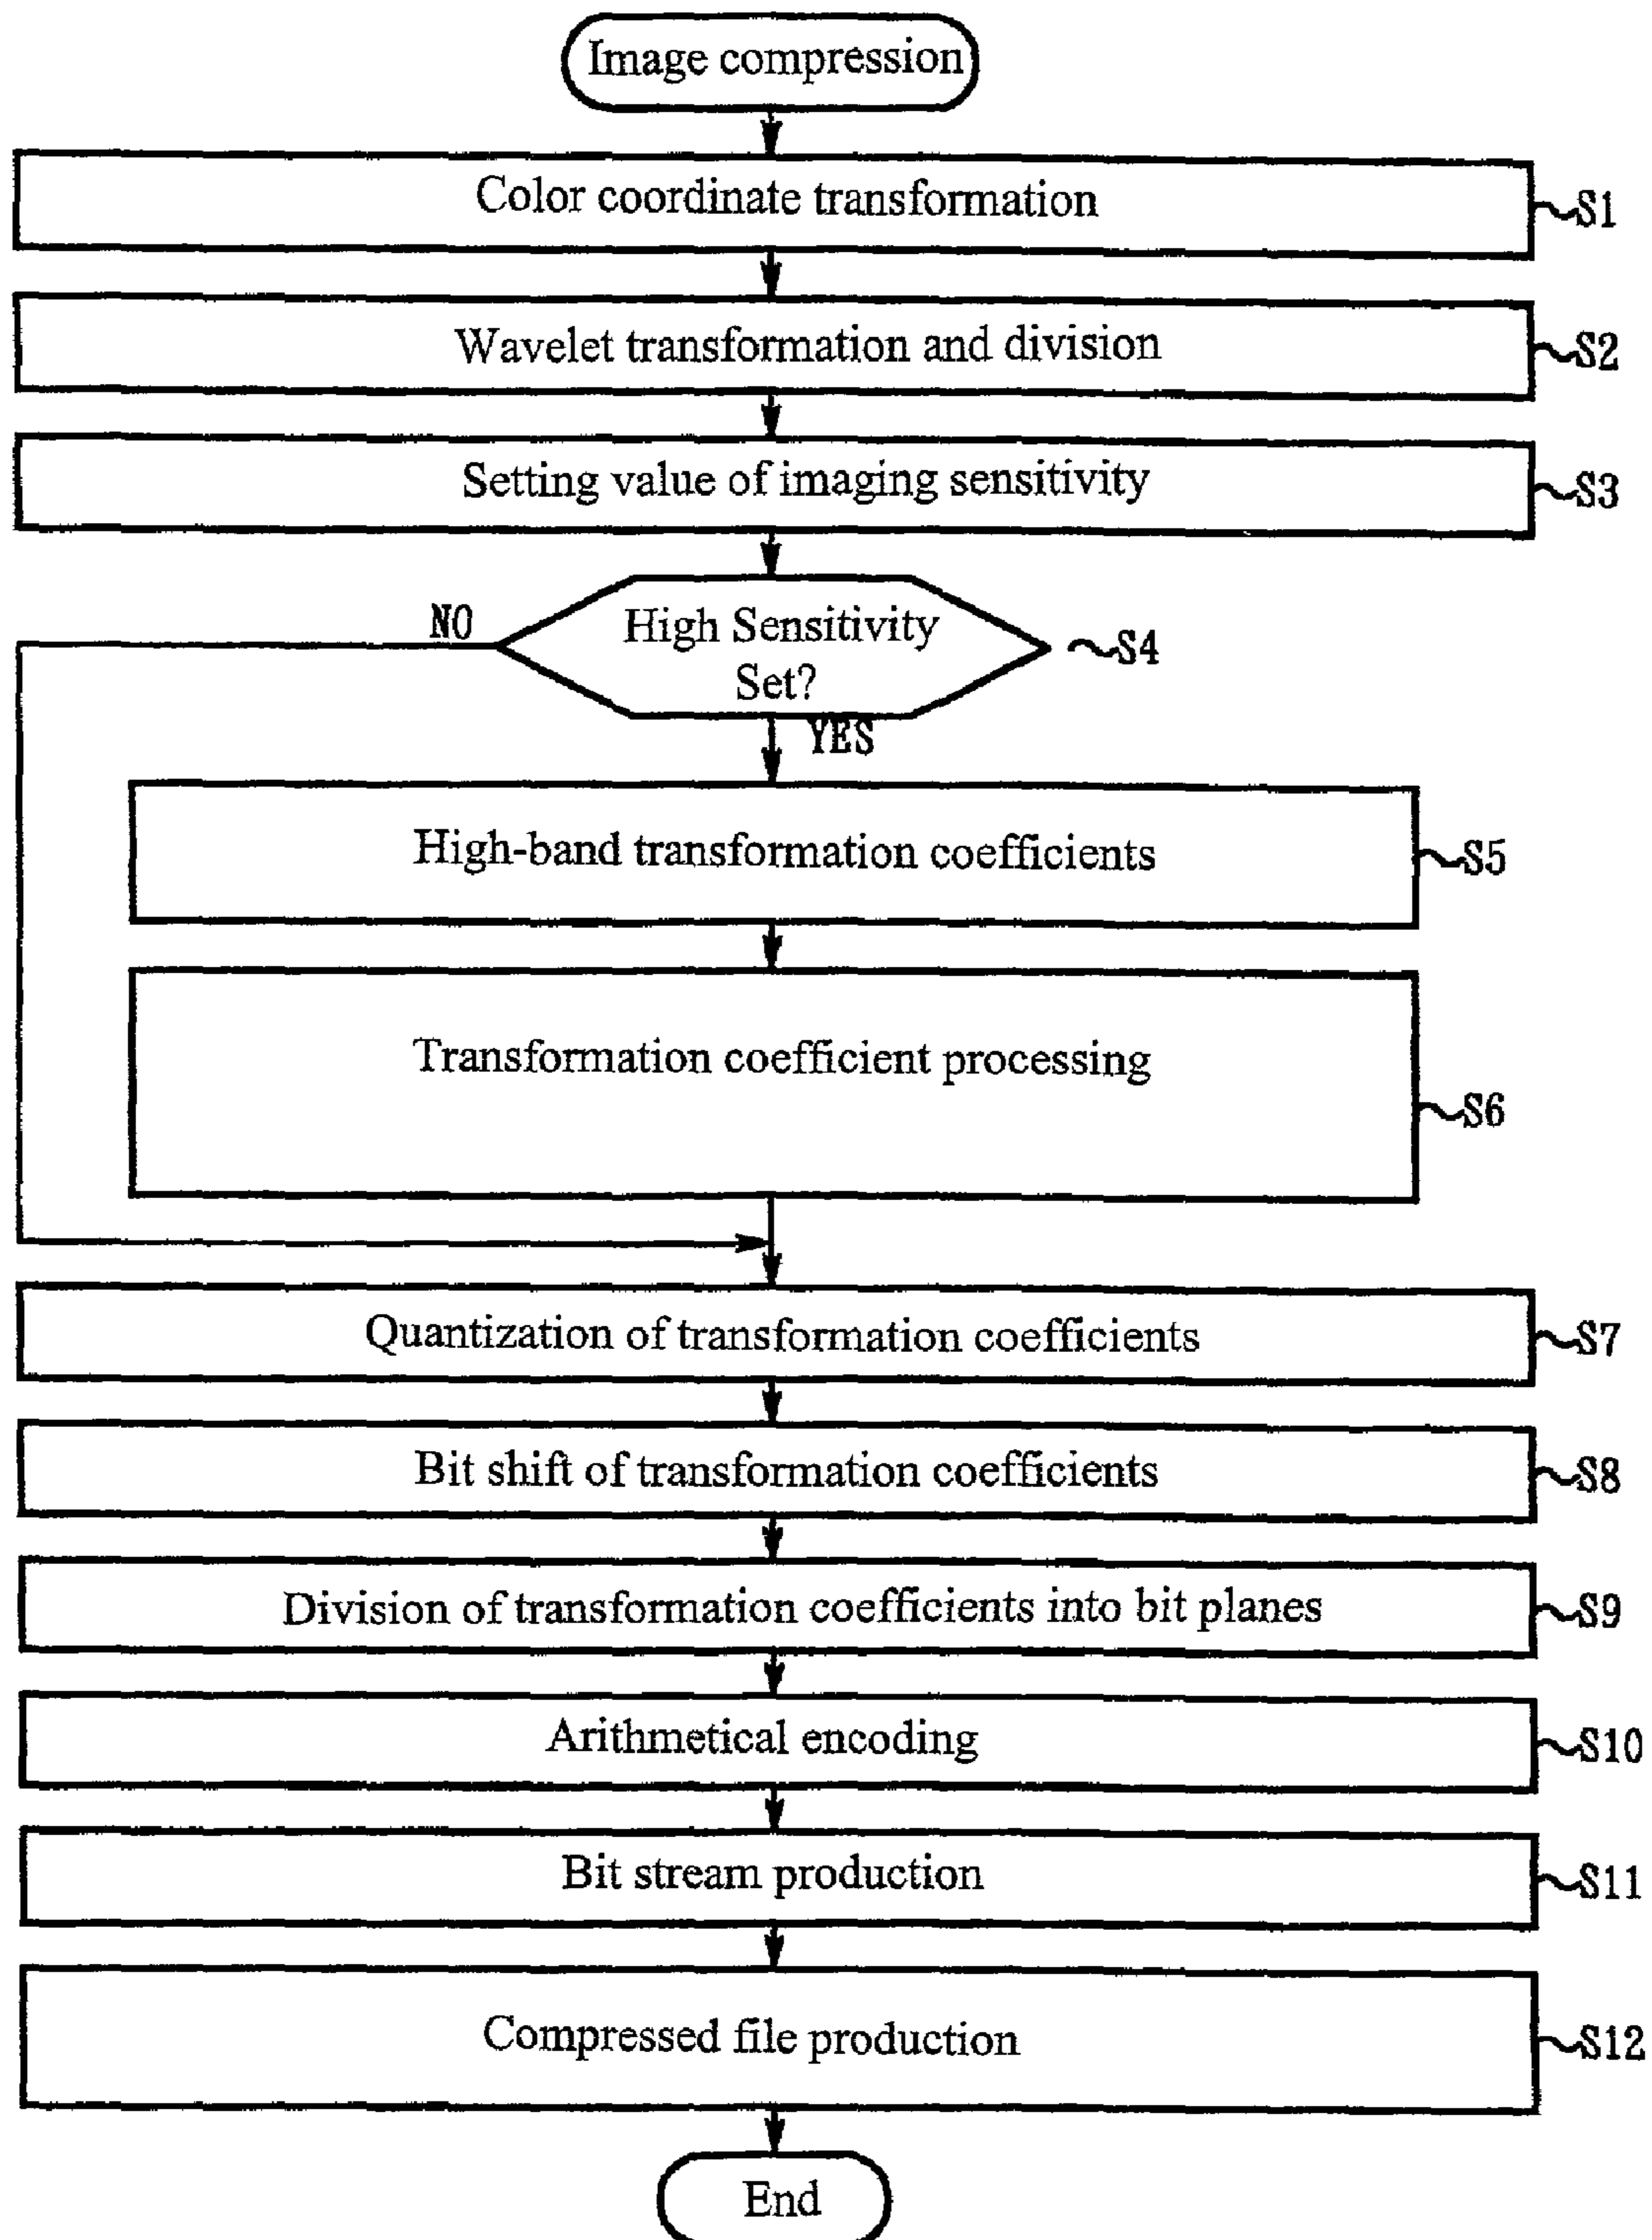 Image compression
Color coordinate transformation
S1
Wavelet transformation and division
S2
Setting value of imaging sensitivity
S3
NO
High Sensitivity
Set?
S4
YES
High-band transformation coefficients
S5
Transformation coefficient processing
S6
Quantization of transformation coefficients
S7
Bit shift of transformation coefficients
S8
Division of transformation coefficients into bit planes
S9
Arithmetical encoding
S10
Bit stream production
S11
Compressed file production
S12
End